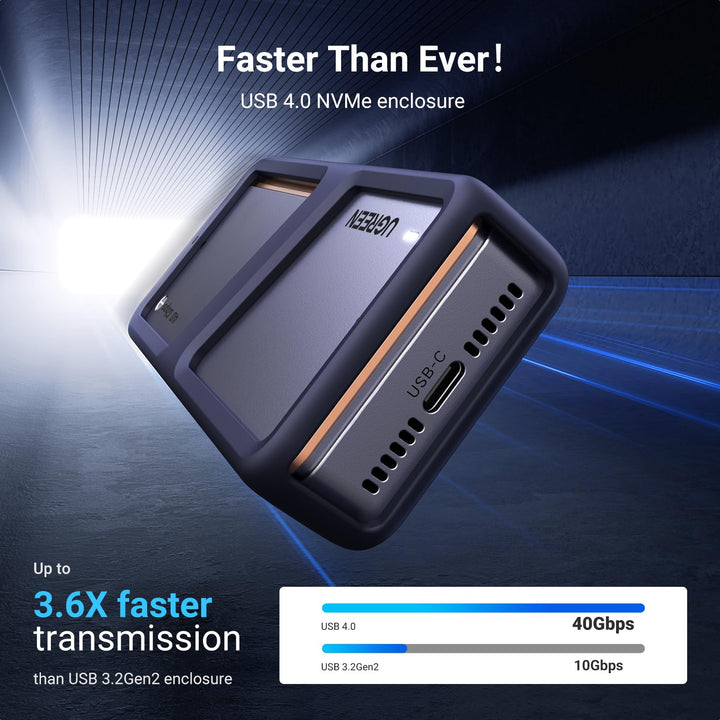 Faster Than Ever!
USB 4.0 NVMe enclosure
UGREEN
USB-C
Up to
3.6X faster
transmission
than USB 3.2Gen2 enclosure
USB 4.0 40Gbps
USB 3.2Gen2 10Gbps